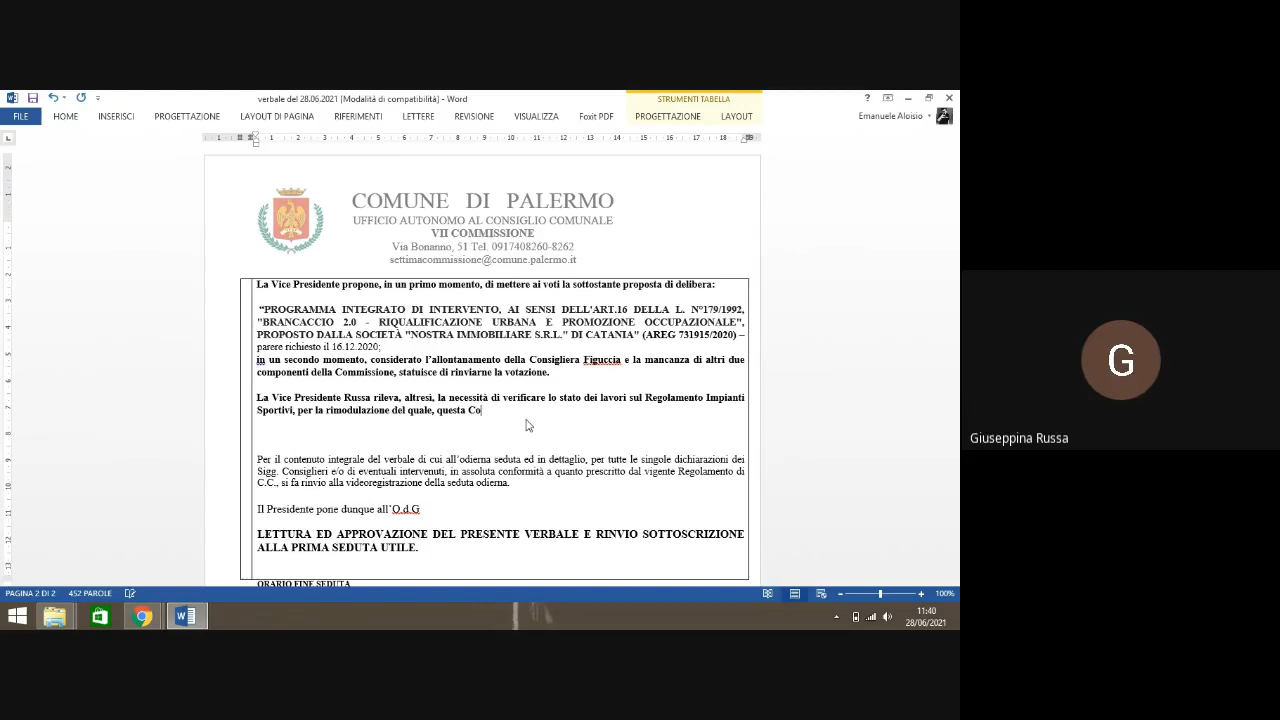 verbale del 28.06.2021 [Modalità di compatibilità] - Word
STRUMENTI TABELLA
FILE HOME INSERISCI PROGETTAZIONE LAYOUT DI PAGINA RIFERIMENTI LETTERE REVISIONE VISUALIZZA Foxit PDF PROGETTAZIONE LAYOUT Emanuele Aloisio
COMUNE DI PALERMO
UFFICIO AUTONOMO AL CONSIGLIO COMUNALE
VII COMMISSIONE
Via Bonanno, 51 Tel. 0917408260-8262
settimacommissione@comune.palermo.it
La Vice Presidente propone, in un primo momento, di mettere ai voti la sottostante proposta di delibera:
“PROGRAMMA INTEGRATO DI INTERVENTO, AI SENSI DELL'ART.16 DELLA L. N°179/1992,
"BRANCACCIO 2.0 - RIQUALIFICAZIONE URBANA E PROMOZIONE OCCUPAZIONALE",
PROPOSTO DALLA SOCIETÀ "NOSTRA IMMOBILIARE S.R.L." DI CATANIA" (AREG 731915/2020) –
parere richiesto il 16.12.2020;
in un secondo momento, considerato l’allontanamento della Consigliera Figuccia e la mancanza di altri due
componenti della Commissione, statuisce di rinviarne la votazione.
La Vice Presidente Russa rileva, altresì, la necessità di verificare lo stato dei lavori sul Regolamento Impianti
Sportivi, per la rimodulazione del quale, questa Co
Per il contenuto integrale del verbale di cui all’odierna seduta ed in dettaglio, per tutte le singole dichiarazioni dei
Sigg. Consiglieri e/o di eventuali intervenuti, in assoluta conformità a quanto prescritto dal vigente Regolamento di
C.C., si fa rinvio alla videoregistrazione della seduta odierna.
Il Presidente pone dunque all’O.d.G
LETTURA ED APPROVAZIONE DEL PRESENTE VERBALE E RINVIO SOTTOSCRIZIONE
ALLA PRIMA SEDUTA UTILE.
ORARIO FINE SEDUTA
PAGINA 2 DI 2 452 PAROLE 100%
11:40
28/06/2021
G
Giuseppina Russa